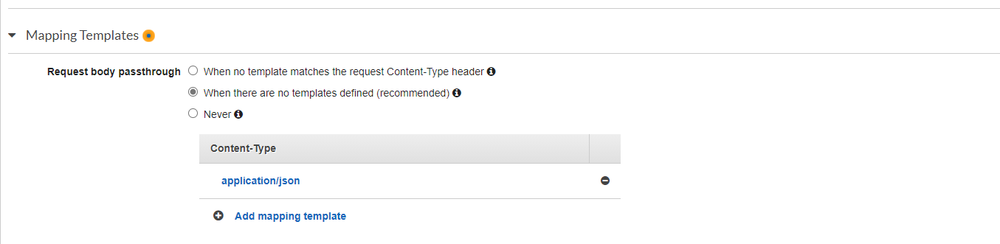 Mapping Templates
Request body passthrough
When no template matches the request Content-Type header
When there are no templates defined (recommended)
Never
Content-Type
application/json
Add mapping template